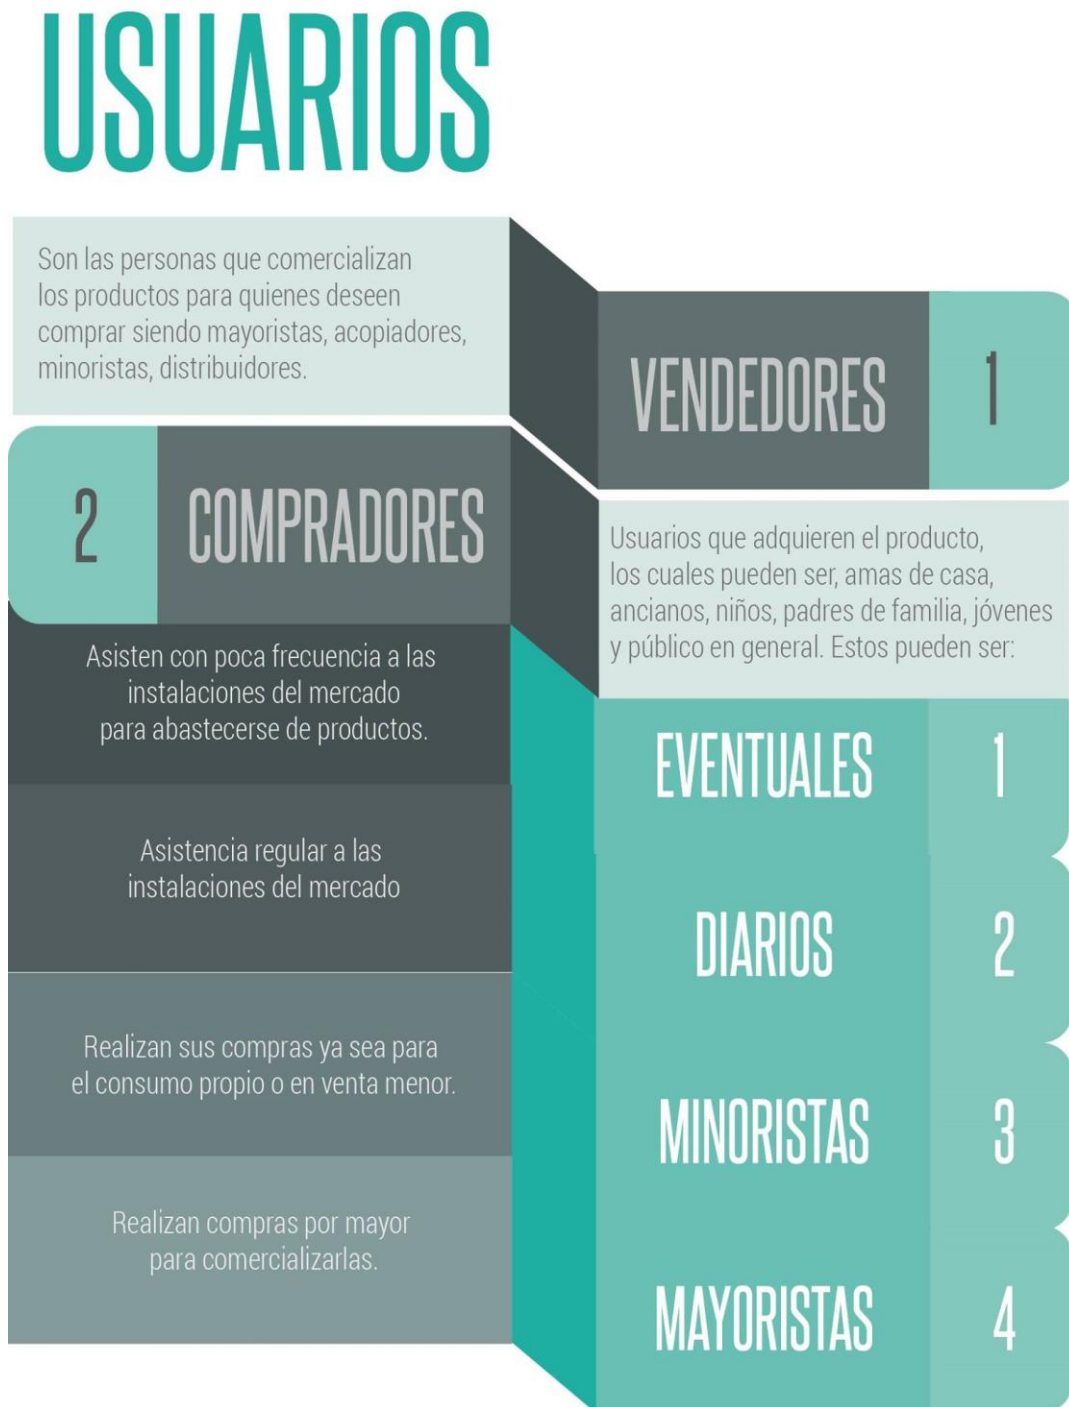 USUARIOS
Son las personas que comercializan
los productos para quienes deseen
comprar siendo mayoristas, acopiadores,
minoristas, distribuidores.
VENDEDORES
1
2
COMPRADORES
Usuarios que adquieren el producto,
los cuales pueden ser, amas de casa,
ancianos, niños, padres de familia, jóvenes
y público en general. Estos pueden ser:
Asisten con poca frecuencia a las
instalaciones del mercado
para abastecerse de productos.
EVENTUALES
1
Asistencia regular a las
instalaciones del mercado
DIARIOS
2
Realizan sus compras ya sea para
el consumo propio o en venta menor.
MINORISTAS
3
Realizan compras por mayor
para comercializarlas.
MAYORISTAS
4